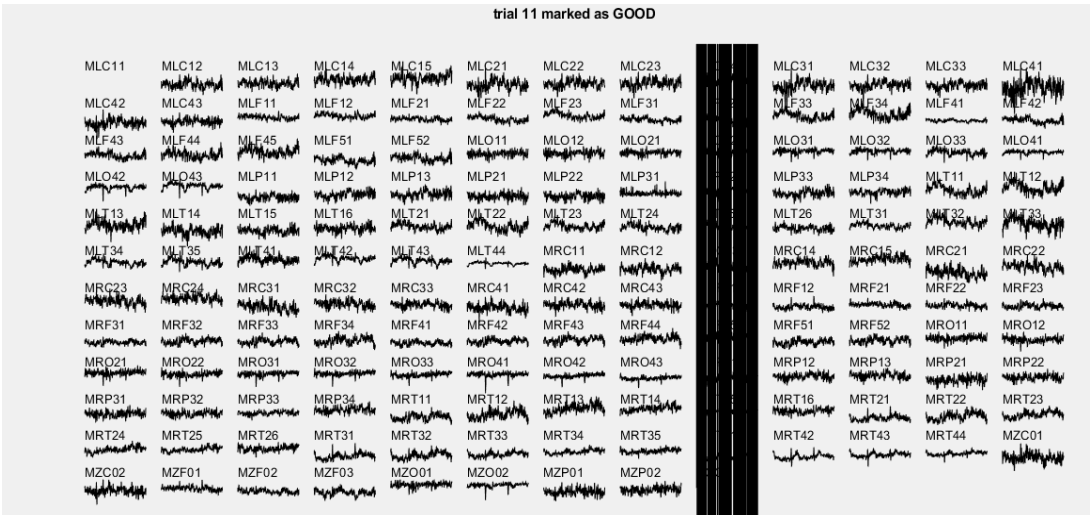 trial 11 marked as GOOD
MLC11 MLC12 MLC13 MLC14 MLC15 MLC21 MLC22 MLC23 MLC31 MLC32 MLC33 MLC41
MLC42 MLC43 MLF11 MLF12 MLF21 MLF22 MLF23 MLF31 MLF33 MLF34 MLF41 MLF42
MLF43 MLF44 MLF45 MLF51 MLF52 MLO11 MLO12 MLO21 MLO31 MLO32 MLO33 MLO41
MLO42 MLO43 MLP11 MLP12 MLP13 MLP21 MLP22 MLP31 MLP33 MLP34 MLT11 MLT12
MLT13 MLT14 MLT15 MLT16 MLT21 MLT22 MLT23 MLT24 MLT26 MLT31 MLT32 MLT33
MLT34 MLT35 MLT41 MLT42 MLT43 MLT44 MRC11 MRC12 MRC14 MRC15 MRC21 MRC22
MRC23 MRC24 MRC31 MRC32 MRC33 MRC41 MRC42 MRC43 MRF12 MRF21 MRF22 MRF23
MRF31 MRF32 MRF33 MRF34 MRF41 MRF42 MRF43 MRF44 MRF51 MRF52 MRO11 MRO12
MRO21 MRO22 MRO31 MRO32 MRO33 MRO41 MRO42 MRO43 MRP12 MRP13 MRP21 MRP22
MRP31 MRP32 MRP33 MRP34 MRT11 MRT12 MRT13 MRT14 MRT16 MRT21 MRT22 MRT23
MRT24 MRT25 MRT26 MRT31 MRT32 MRT33 MRT34 MRT35 MRT42 MRT43 MRT44 MZC01
MZC02 MZF01 MZF02 MZF03 MZO01 MZO02 MZP01 MZP02